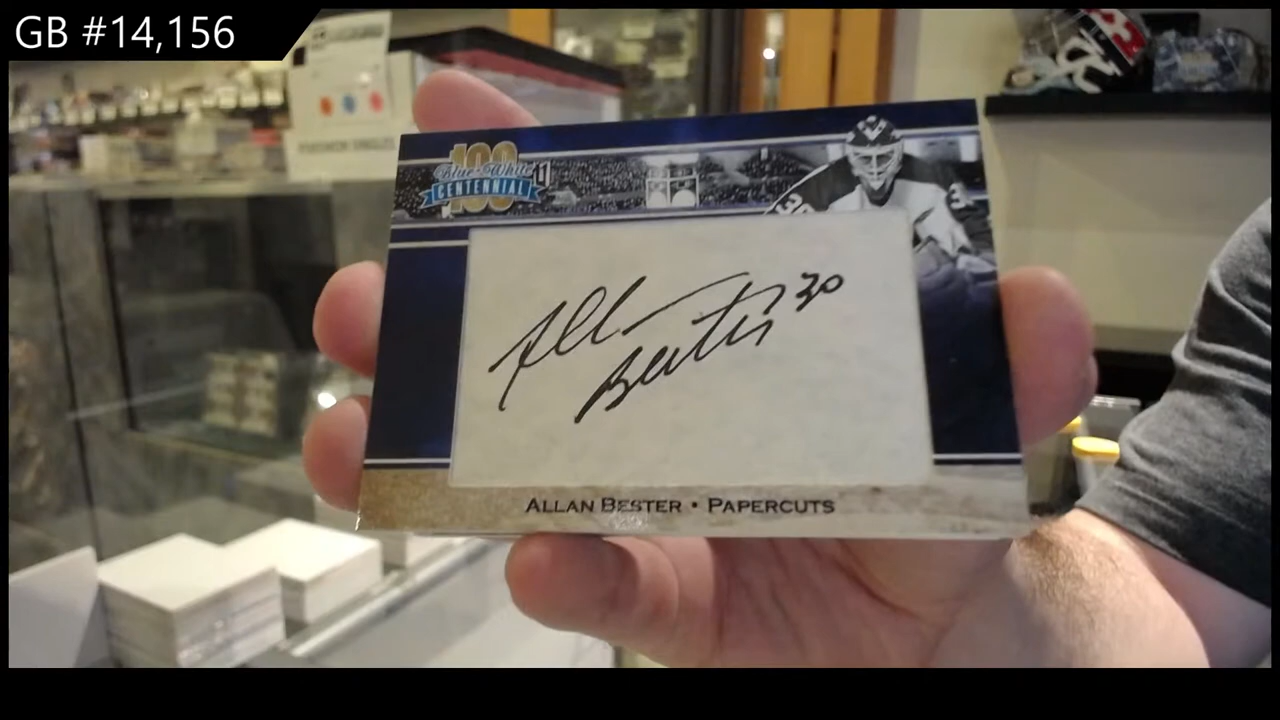 GB #14,156
100
Blue & White
CENTENNIAL
Allan
Bester 30
ALLAN BESTER • PAPERCUTS